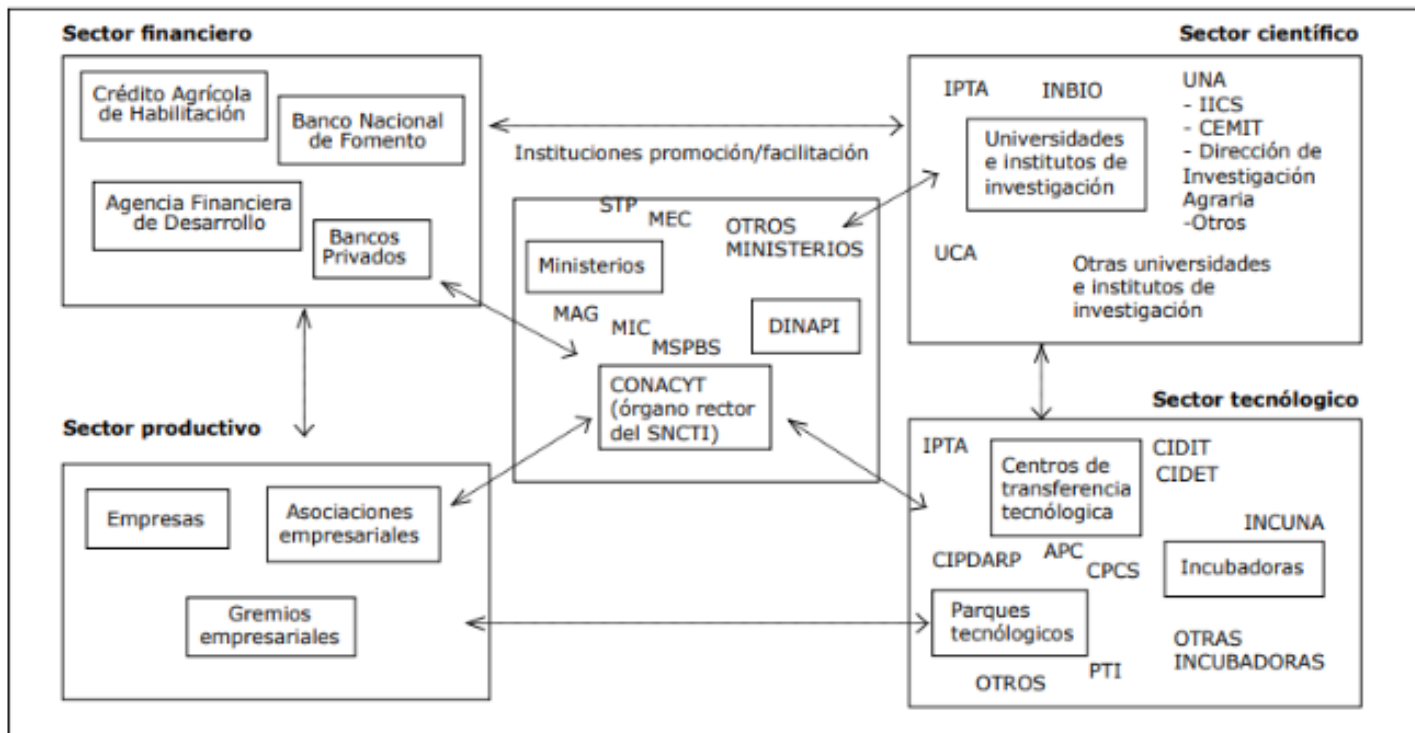 Sector financiero
Crédito Agrícola
de Habilitación
Banco Nacional
de Fomento
Agencia Financiera
de Desarrollo
Bancos
Privados
Sector científico
IPTA
INBIO
UNA
- IICS
- CEMIT
- Dirección de
Investigación
Agraria
-Otros
Universidades
e institutos de
investigación
UCA
Otras universidades
e institutos de
investigación
Instituciones promoción/facilitación
STP
MEC
OTROS
MINISTERIOS
Ministerios
MAG
MIC
MSPBS
DINAPI
CONACYT
(órgano rector
del SNCTI)
Sector productivo
Empresas
Asociaciones
empresariales
Gremios
empresariales
Sector tecnólogico
IPTA
Centros de
transferencia
tecnólogica
CIDIT
CIDET
INCUNA
CIPDARP
APC
CPCS
Incubadoras
Parques
tecnólogicos
OTRAS
INCUBADORAS
PTI
OTROS